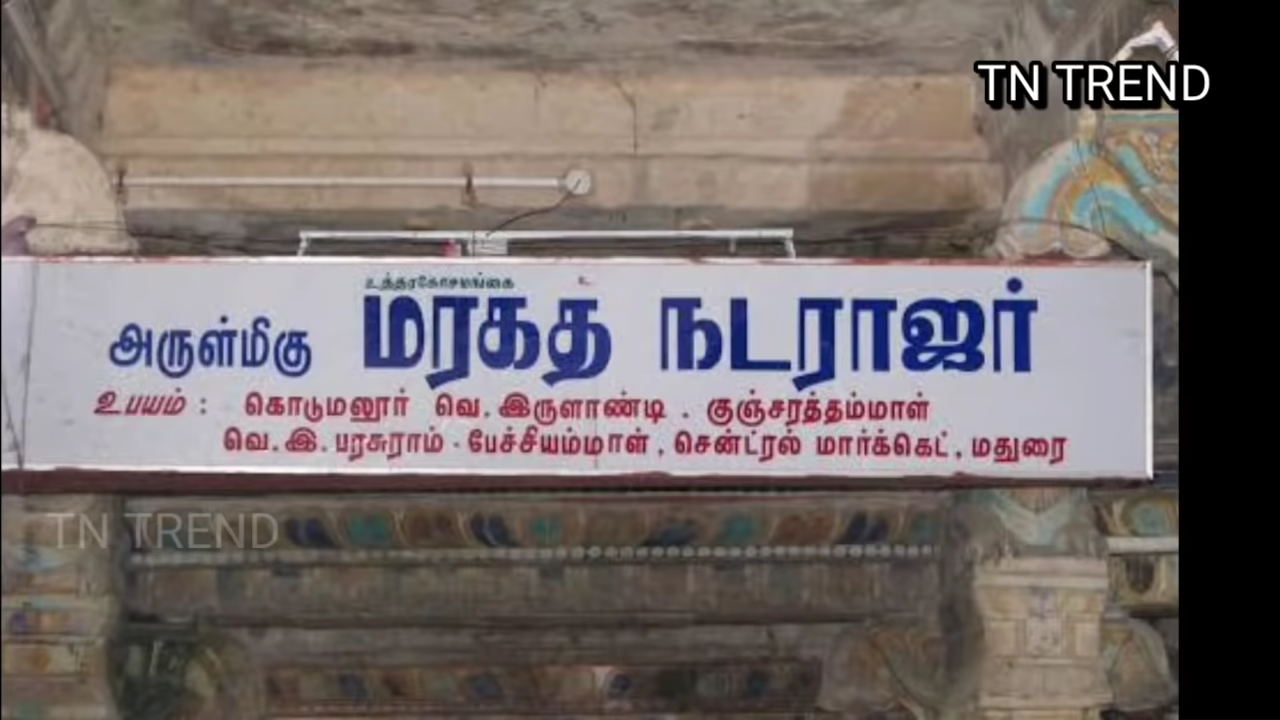 TN TREND
உ
உத்தரகோசமங்கை
அருள்மிகு மரகத நடராஜர்
உபயம் : கொடுமலூர் வெ. இருளாண்டி . குஞ்சரத்தம்மாள்
வெ. இ. பரசுராம் - பேச்சியம்மாள் , சென்ட்ரல் மார்க்கெட் , மதுரை
TN TREND